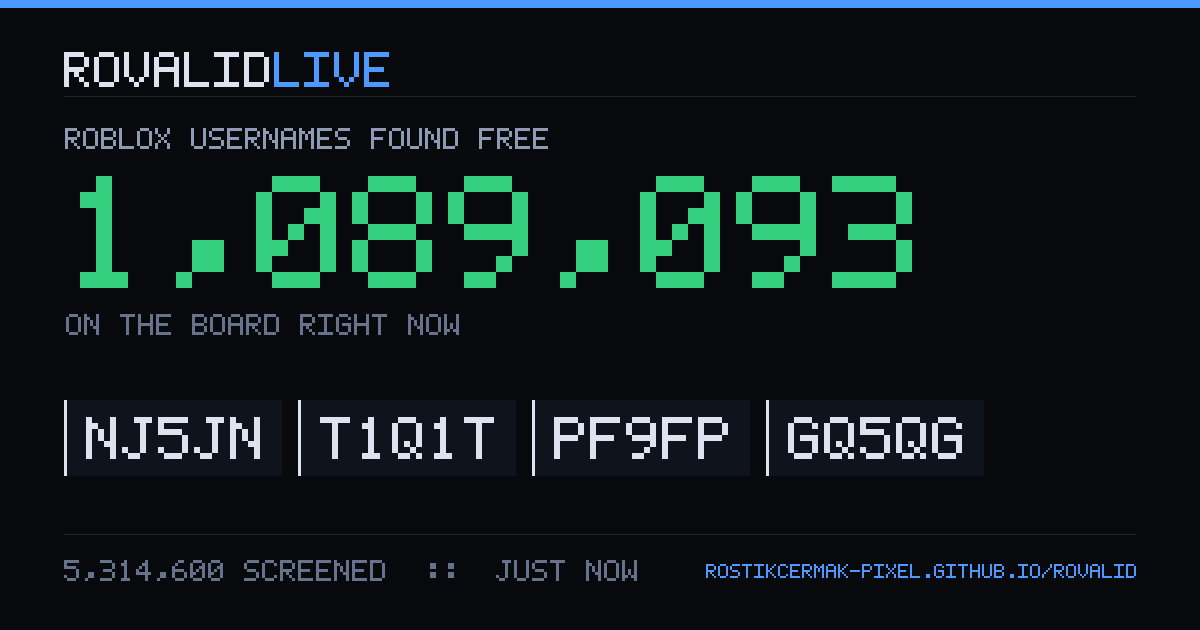 ROVALIDLIVE
ROBLOX USERNAMES FOUND FREE
1,089,093
ON THE BOARD RIGHT NOW
NJ5JN T1Q1T PF9FP GQ5QG
5,314,600 SCREENED :: JUST NOW ROSTIKCERMAK-PIXEL.GITHUB.IO/ROVALID